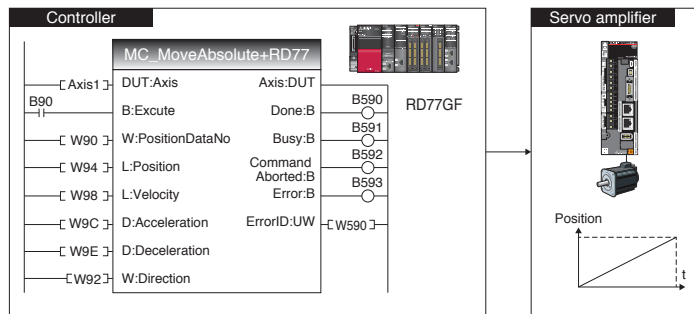 Controller
Servo amplifier
MC_MoveAbsolute+RD77
Axis1 DUT:Axis Axis:DUT
B90 B:Excute Done:B B590
RD77GF
W90 W:PositionDataNo Busy:B B591
W94 L:Position Command Aborted:B B592
W98 L:Velocity Error:B B593
W9C D:Acceleration ErrorID:UW W590
W9E D:Deceleration
W92 W:Direction
Position
t